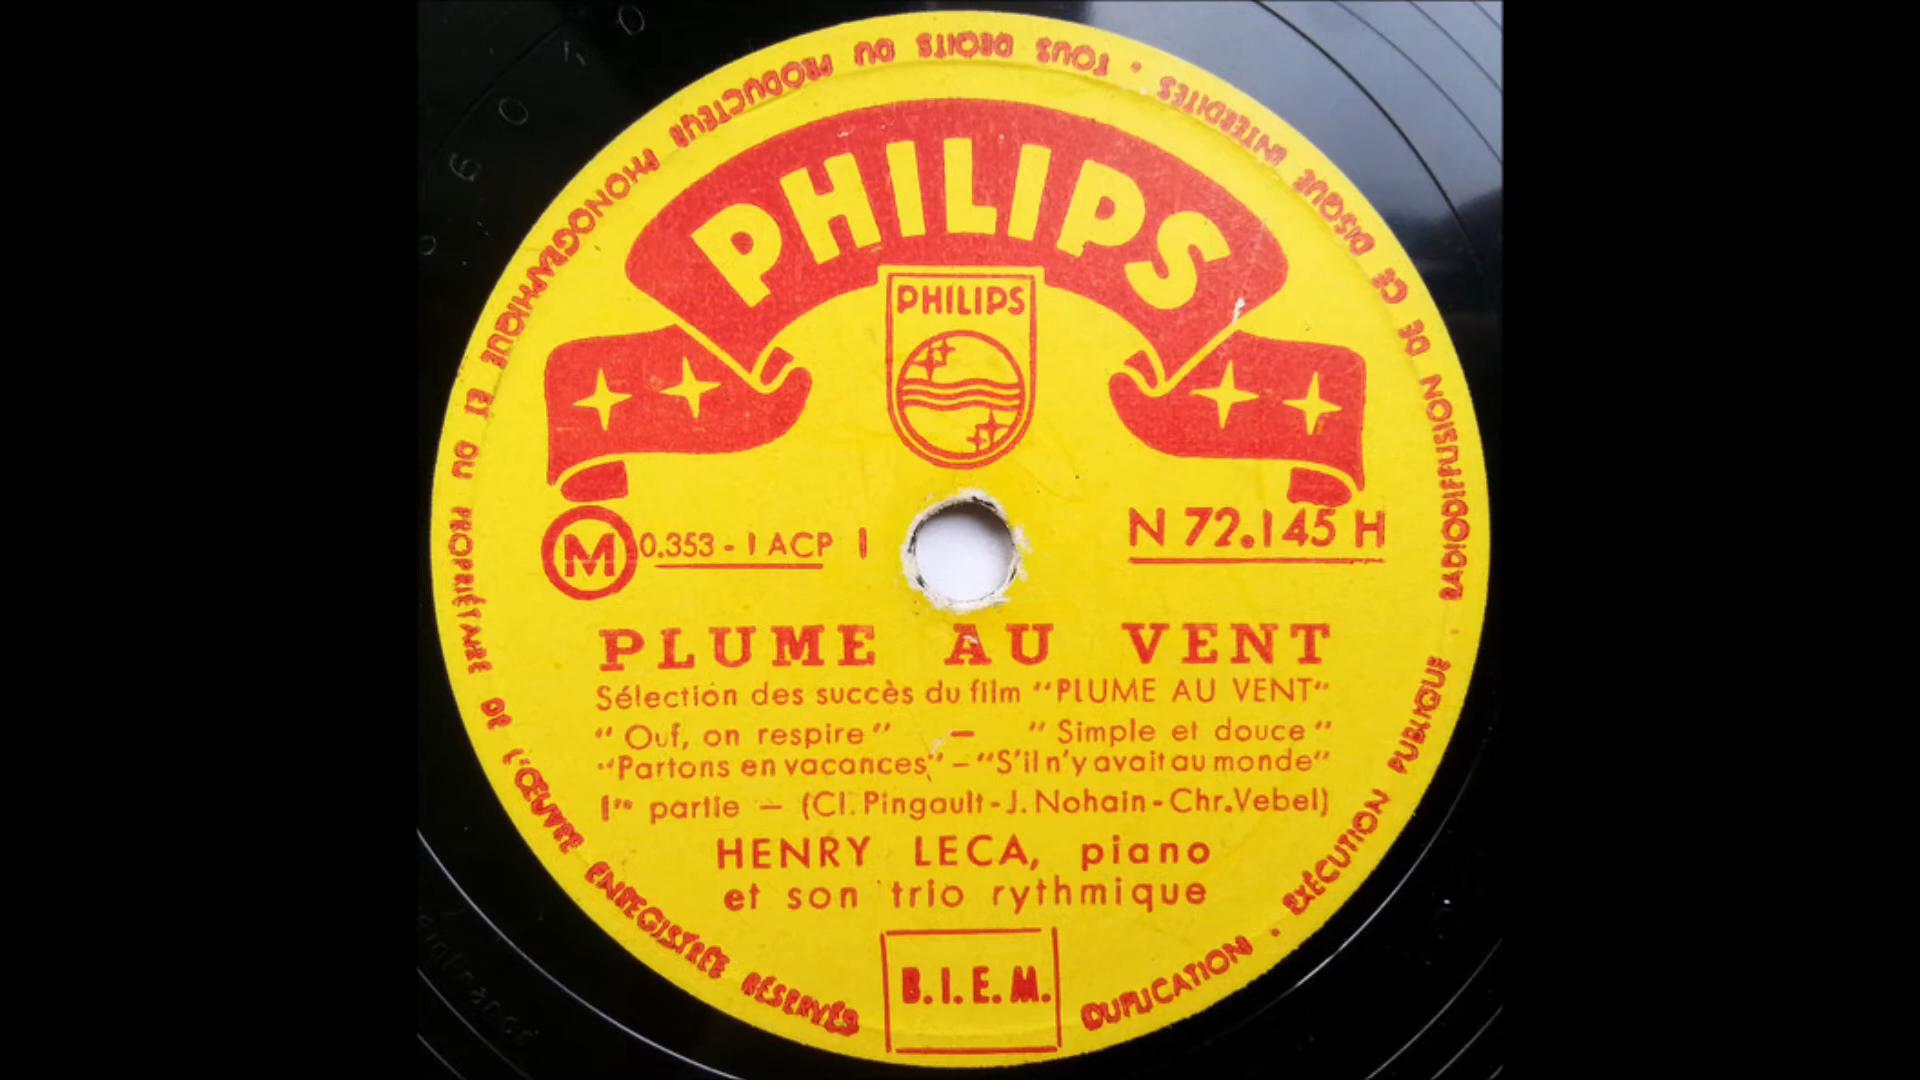 TOUS DROITS DU PRODUCTEUR PHONOGRAPHIQUE ET DU PROPRIÉTAIRE DE L'ŒUVRE ENREGISTRÉE RÉSERVÉS
DUPLICATION · EXÉCUTION PUBLIQUE · RADIODIFFUSION DE CE DISQUE INTERDITES ·
PHILIPS
PHILIPS
M 0.353 - 1 ACP 1
N 72.145 H
PLUME AU VENT
Sélection des succès du film "PLUME AU VENT"
"Ouf, on respire" - "Simple et douce"
"Partons en vacances" - "S'il n'y avait au monde"
1re partie - (Cl. Pingault - J. Nohain - Chr. Vebel)
HENRY LECA, piano
et son trio rythmique
B.I.E.M.